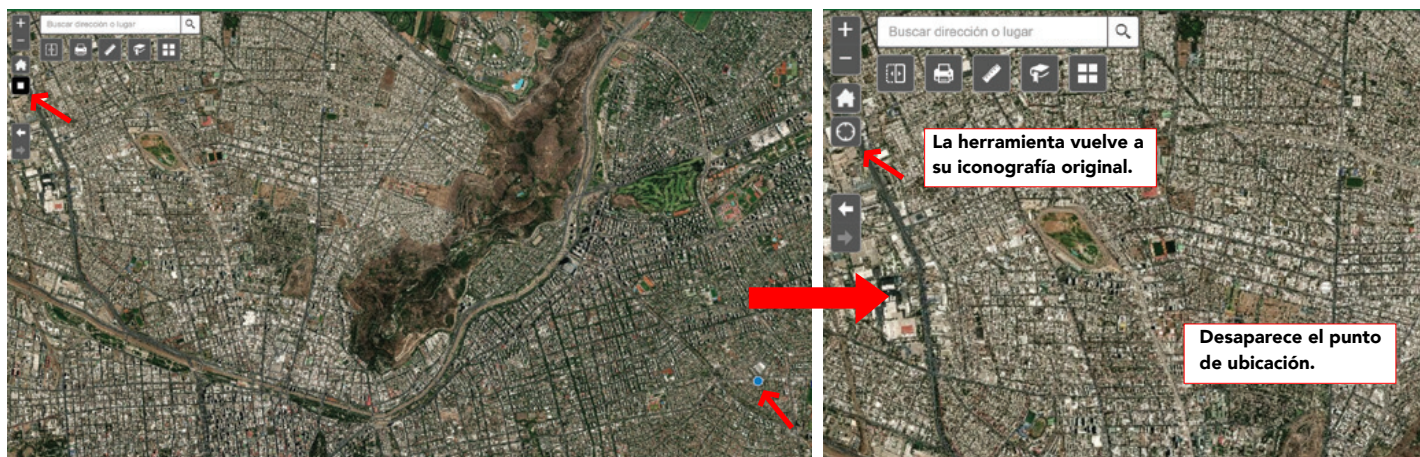 Buscar dirección o lugar
Buscar dirección o lugar
La herramienta vuelve a
su iconografía original.
Desaparece el punto
de ubicación.